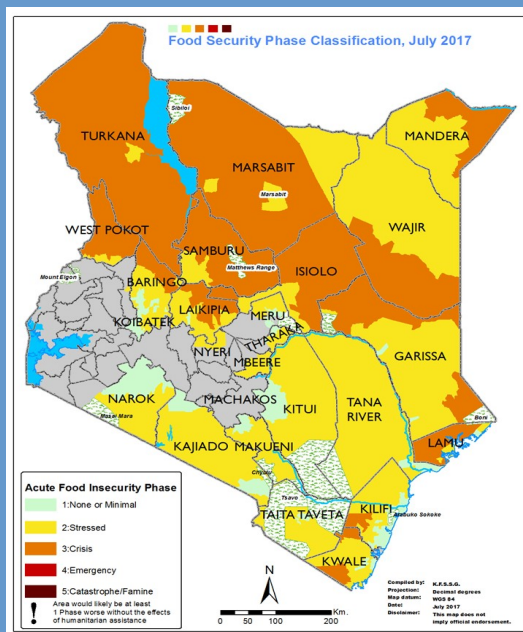 Food Security Phase Classification, July 2017
Sibiloi
TURKANA
MANDERA
MARSABIT
Marsabit
WAJIR
WEST POKOT
SAMBURU
Mount Elgon
Matthews Range
ISIOLO
BARINGO
LAIKIPIA
MERU
KOIBATEK
THARAKA
NYERI
MBEERE
GARISSA
NAROK
MACHAKOS
KITUI
TANA
RIVER
Masai Mara
Boni
LAMU
KAJIADO
MAKUENI
Chyulu
Tsavo
KILIFI
Arabuko Sokoke
TAITA TAVETA
KWALE
Acute Food Insecurity Phase
1:None or Minimal
2:Stressed
3:Crisis
4:Emergency
5:Catastrophe/Famine
! Area would likely be at least
1 Phase worse without the effects
of humanitarian assistance
N
0 50 100 200 Km.
Compiled by: K.F.S.S.G.
Projection: Decimal degrees
Map datum: WGS 84
Date: July 2017
Disclaimer: This map does not
imply official endorsement.